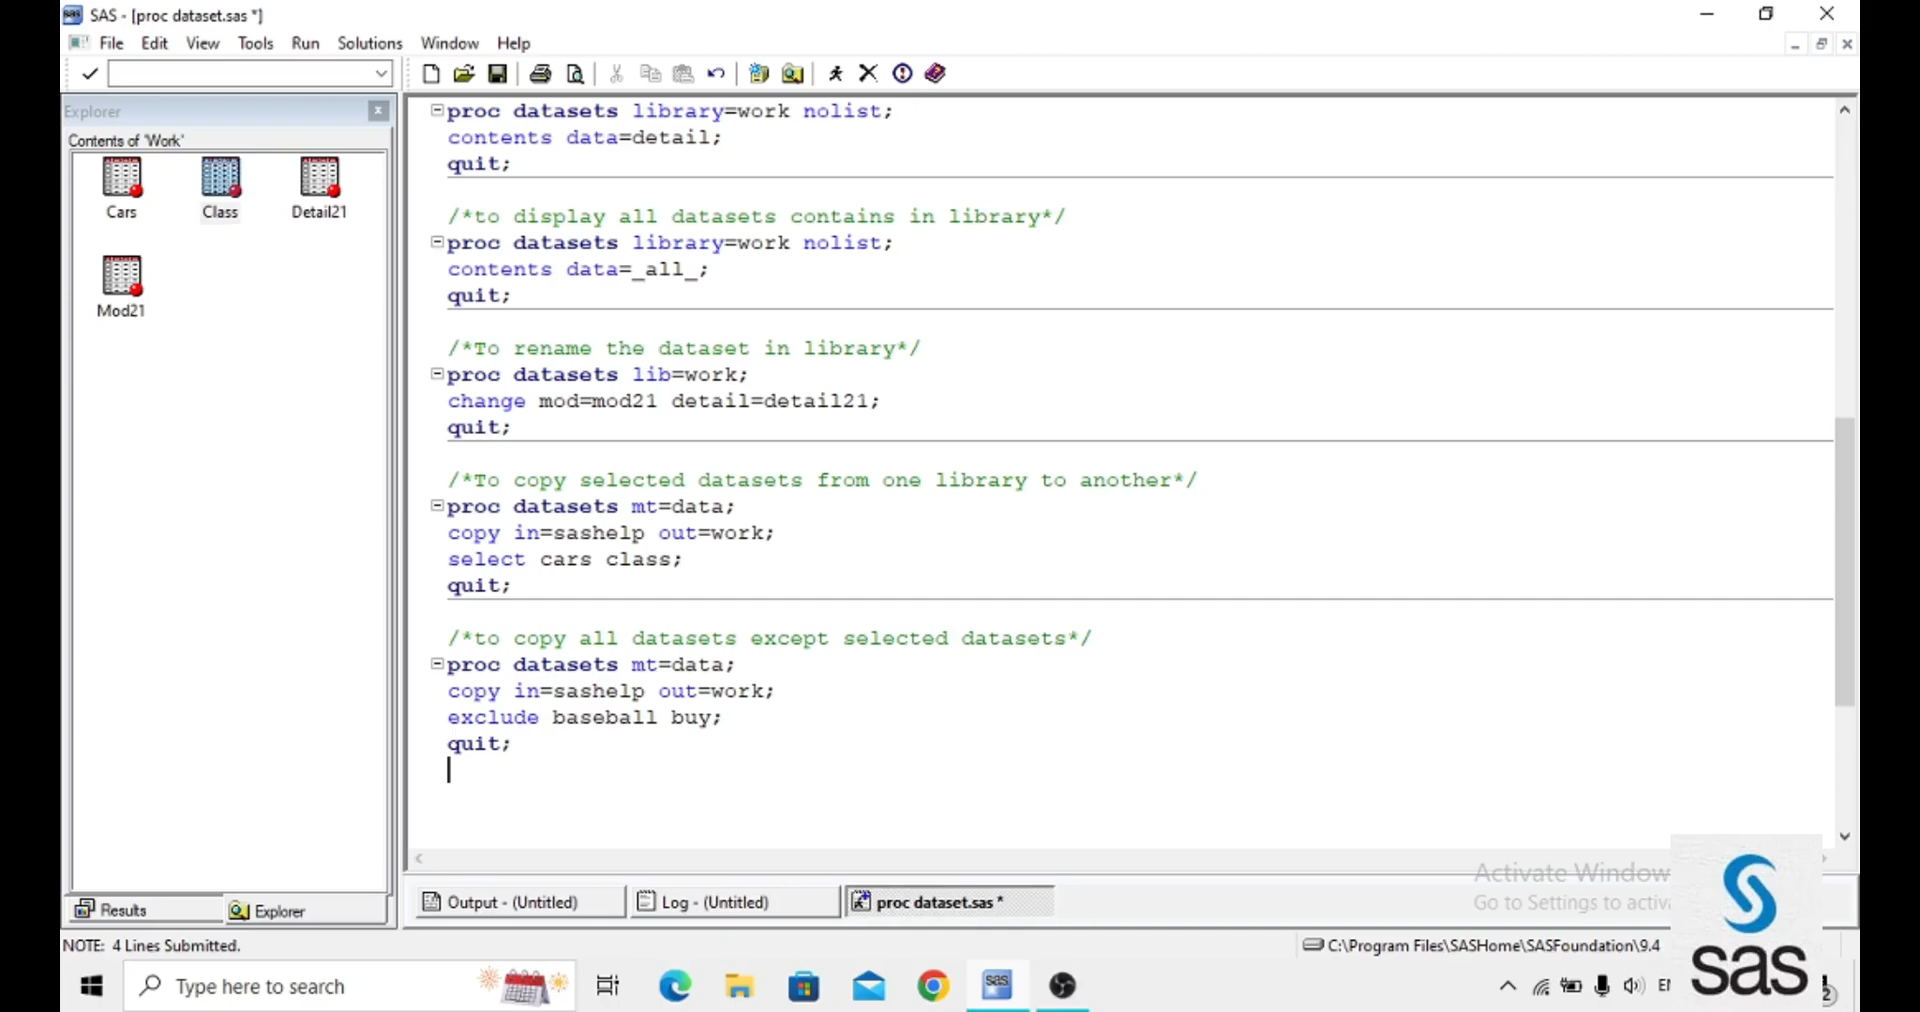 SAS - [proc dataset.sas *]
File Edit View Tools Run Solutions Window Help
Explorer
Contents of 'Work'
Cars Class Detail21
Mod21
proc datasets library=work nolist;
contents data=detail;
quit;
/*to display all datasets contains in library*/
proc datasets library=work nolist;
contents data=_all_;
quit;
/*To rename the dataset in library*/
proc datasets lib=work;
change mod=mod21 detail=detail21;
quit;
/*To copy selected datasets from one library to another*/
proc datasets mt=data;
copy in=sashelp out=work;
select cars class;
quit;
/*to copy all datasets except selected datasets*/
proc datasets mt=data;
copy in=sashelp out=work;
exclude baseball buy;
quit;
Activate Window
Go to Settings to activa
Results Explorer
Output - (Untitled) Log - (Untitled) proc dataset.sas *
NOTE: 4 Lines Submitted.
C:\Program Files\SASHome\SASFoundation\9.4
Type here to search
sas
sas